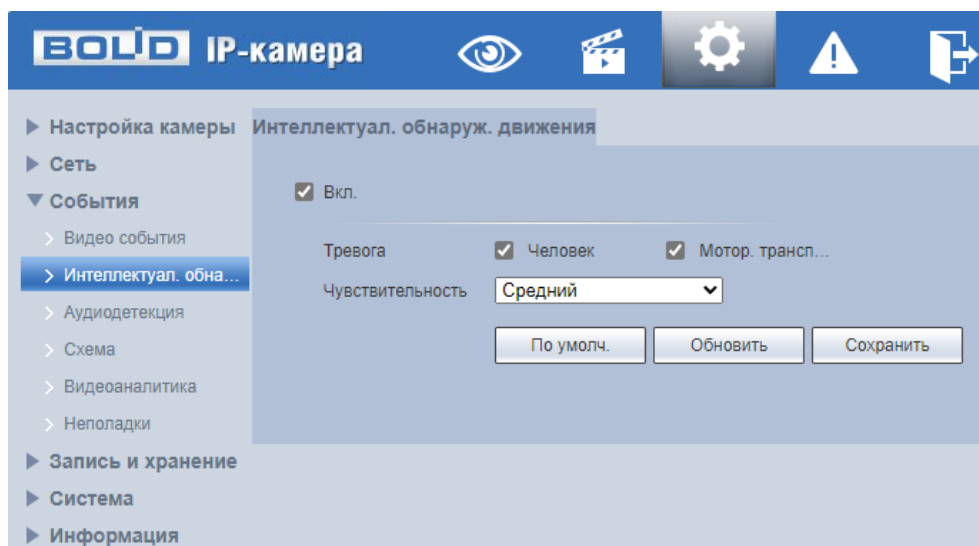 BOLID IP-камера
Настройка камеры
Сеть
События
Видео события
Интеллектуал. обна...
Аудиодетекция
Схема
Видеоаналитика
Неполадки
Запись и хранение
Система
Информация
Интеллектуал. обнаруж. движения
Вкл.
Тревога Человек Мотор. трансп...
Чувствительность Средний
По умолч. Обновить Сохранить